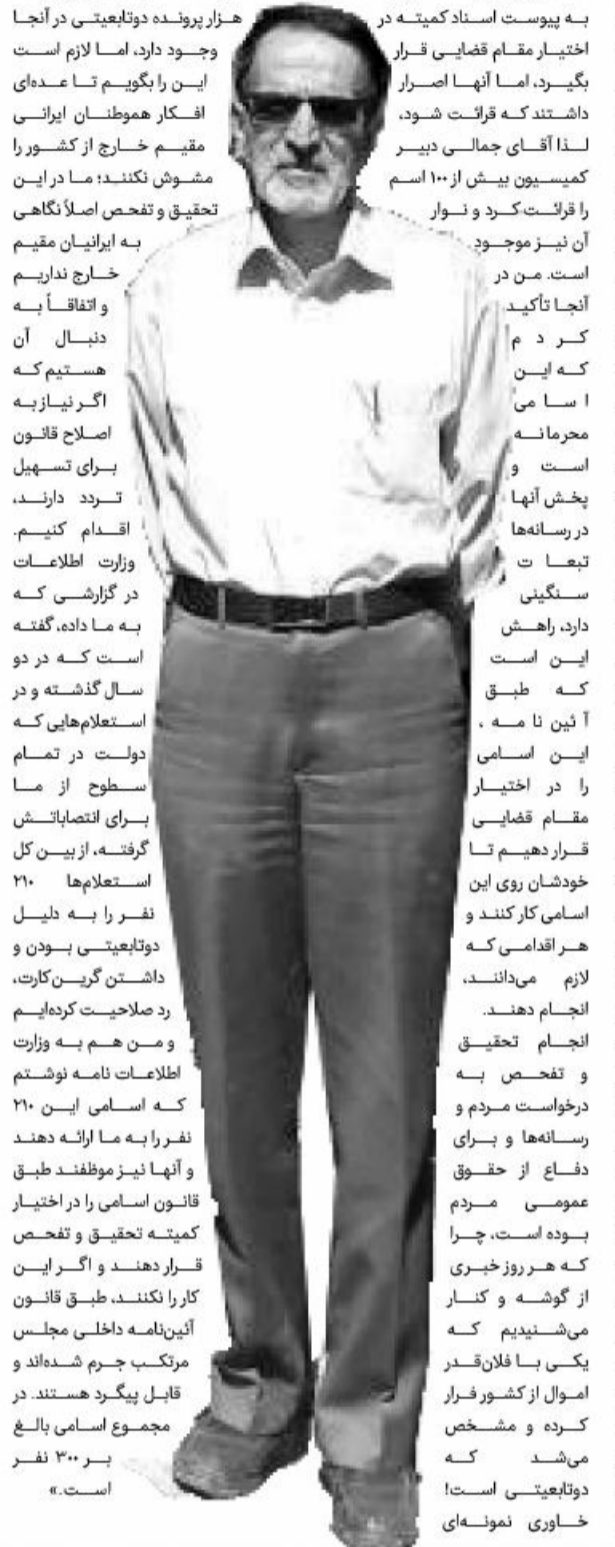 به پیوست اسناد کمیته در
اختیار مقام قضایی قرار
بگیرد، اما آنها اصرار
داشتند که قرائت شود،
لذا آقای جمالی دبیر
کمیسیون بیش از ۱۰۰ اسم
را قرائت کرد و نوار
آن نیز موجود
است. من در
آنجا تأکید
کر د م
که این
ا سا می
محرمانه
است و
پخش آنها
در رسانه‌ها
تبعا ت
سنگینی
دارد، راهش
این است
که طبق
آ ئین نا مه ،
این اسامی
را در اختیار
مقام قضایی
قرار دهیم تا
خودشان روی این
اسامی کار کنند و
هر اقدامی که
لازم می‌دانند،
انجام دهند.
انجام تحقیق
و تفحص به
درخواست مردم و
رسانه‌ها و برای
دفاع از حقوق
عمومی مردم
بوده است، چرا
که هر روز خبری
از گوشه و کنار
می‌شنیدیم که
یکی با فلان‌قدر
اموال از کشور فرار
کرده و مشخص
می‌شد که
دوتابعیتی است!
خاوری نمونه‌ای
هزار پرونده دوتابعیتی در آنجا
وجود دارد، اما لازم است
این را بگویم تا عده‌ای
افکار هموطنان ایرانی
مقیم خارج از کشور را
مشوش نکنند؛ ما در این
تحقیق و تفحص اصلاً نگاهی
به ایرانیان مقیم
خارج نداریم
و اتفاقاً به
دنبال آن
هستیم که
اگر نیاز به
اصلاح قانون
برای تسهیل
تردد دارند،
اقدام کنیم.
وزارت اطلاعات
در گزارشی که
به ما داده، گفته
است که در دو
سال گذشته و در
استعلام‌هایی که
دولت در تمام
سطوح از ما
برای انتصاباتش
گرفته، از بین کل
استعلام‌ها ۲۱۰
نفر را به دلیل
دوتابعیتی بودن و
داشتن گرین‌کارت،
رد صلاحیت کرده‌ایم
و من هم به وزارت
اطلاعات نامه نوشتم
که اسامی این ۲۱۰
نفر را به ما ارائه دهند
و آنها نیز موظفند طبق
قانون اسامی را در اختیار
کمیته تحقیق و تفحص
قرار دهند و اگر این
کار را نکنند، طبق قانون
آئین‌نامه داخلی مجلس
مرتکب جرم شده‌اند و
قابل پیگرد هستند. در
مجموع اسامی بالغ
بر ۳۰۰ نفر
است.»